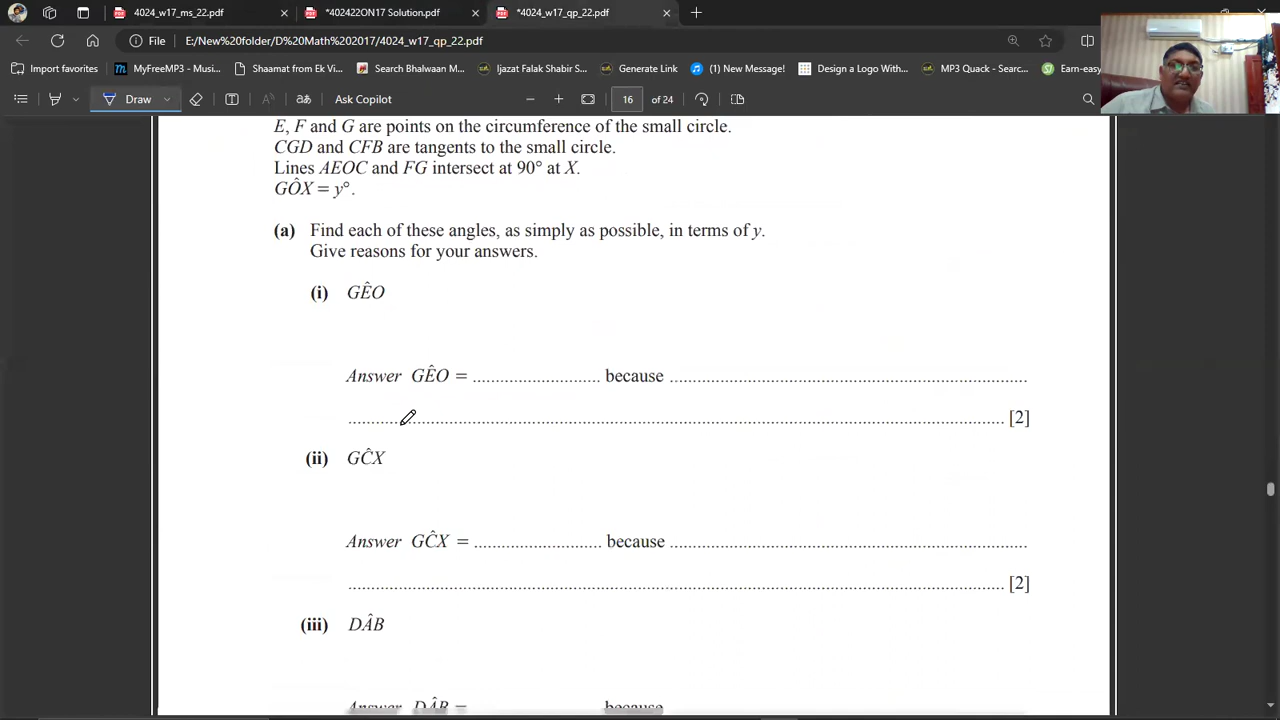 4024_w17_ms_22.pdf
*402422ON17 Solution.pdf
*4024_w17_qp_22.pdf
File
E:/New%20folder/D%20Math%202017/4024_w17_qp_22.pdf
Import favorites
MyFreeMP3 - Musi...
Shaamat from Ek Vi...
Search Bhalwaan M...
Ijazat Falak Shabir S...
Generate Link
(1) New Message!
Design a Logo With...
MP3 Quack - Searc...
Earn-easy
Draw
Ask Copilot
16 of 24
E, F and G are points on the circumference of the small circle.
CGD and CFB are tangents to the small circle.
Lines AEOC and FG intersect at 90° at X.
GÔX = y°.
(a) Find each of these angles, as simply as possible, in terms of y.
Give reasons for your answers.
(i) GÊO
Answer GÊO = ............................ because ..............................................................................
................................................................................................................................................ [2]
(ii) GĈX
Answer GĈX = ............................ because ..............................................................................
................................................................................................................................................ [2]
(iii) DÂB
Answer DÂB = because